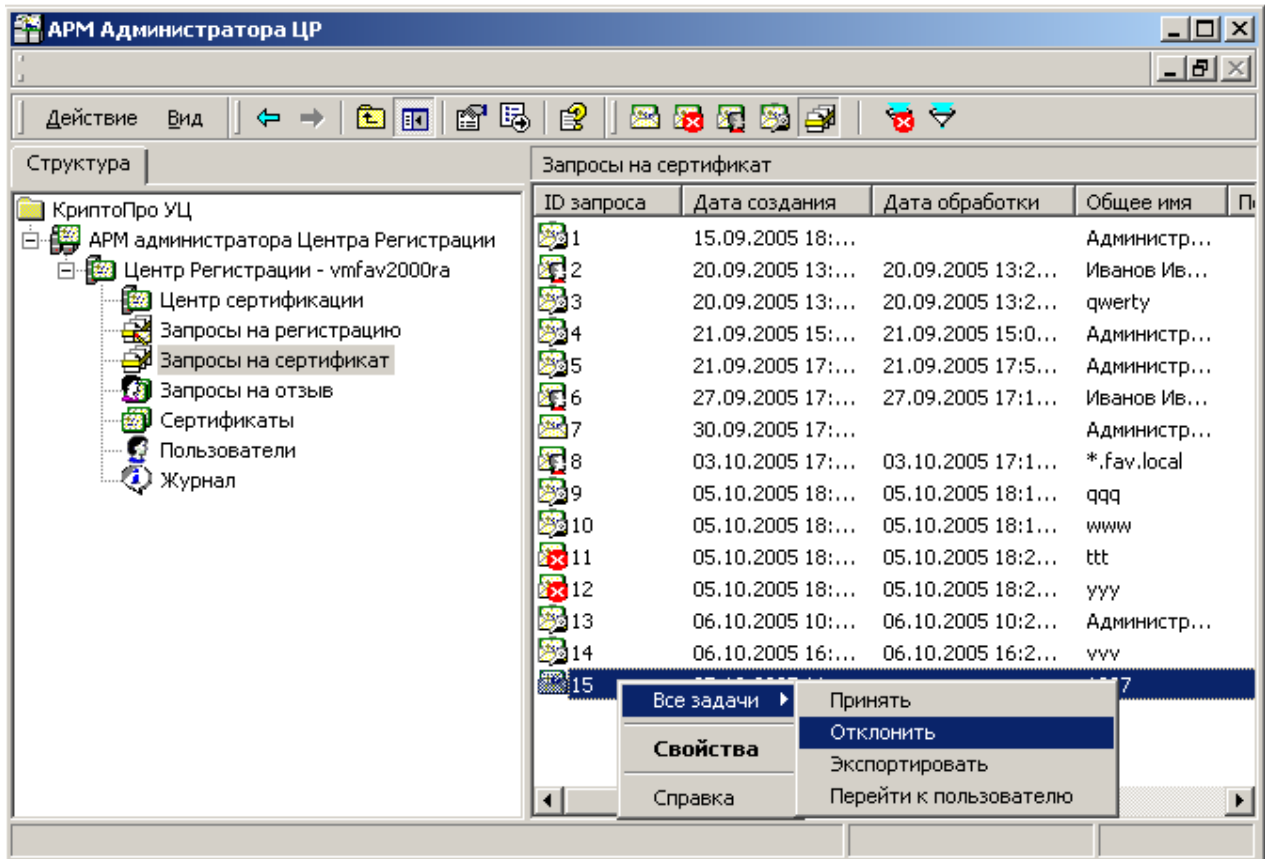 АРМ Администратора ЦР
Действие Вид
Структура
Запросы на сертификат
КриптоПро УЦ
АРМ администратора Центра Регистрации
Центр Регистрации - vmfav2000ra
Центр сертификации
Запросы на регистрацию
Запросы на сертификат
Запросы на отзыв
Сертификаты
Пользователи
Журнал
ID запроса Дата создания Дата обработки Общее имя
1 15.09.2005 18:... Администр...
2 20.09.2005 13:... 20.09.2005 13:2... Иванов Ив...
3 20.09.2005 13:... 20.09.2005 13:2... qwerty
4 21.09.2005 15:... 21.09.2005 15:0... Администр...
5 21.09.2005 17:... 21.09.2005 17:5... Администр...
6 27.09.2005 17:... 27.09.2005 17:1... Иванов Ив...
7 30.09.2005 17:... Администр...
8 03.10.2005 17:... 03.10.2005 17:1... *.fav.local
9 05.10.2005 18:... 05.10.2005 18:1... qqq
10 05.10.2005 18:... 05.10.2005 18:1... www
11 05.10.2005 18:... 05.10.2005 18:2... ttt
12 05.10.2005 18:... 05.10.2005 18:2... yyy
13 06.10.2005 10:... 06.10.2005 10:2... Администр...
14 06.10.2005 16:... 06.10.2005 16:2... vvv
15
Все задачи
Свойства
Справка
Принять
Отклонить
Экспортировать
Перейти к пользователю